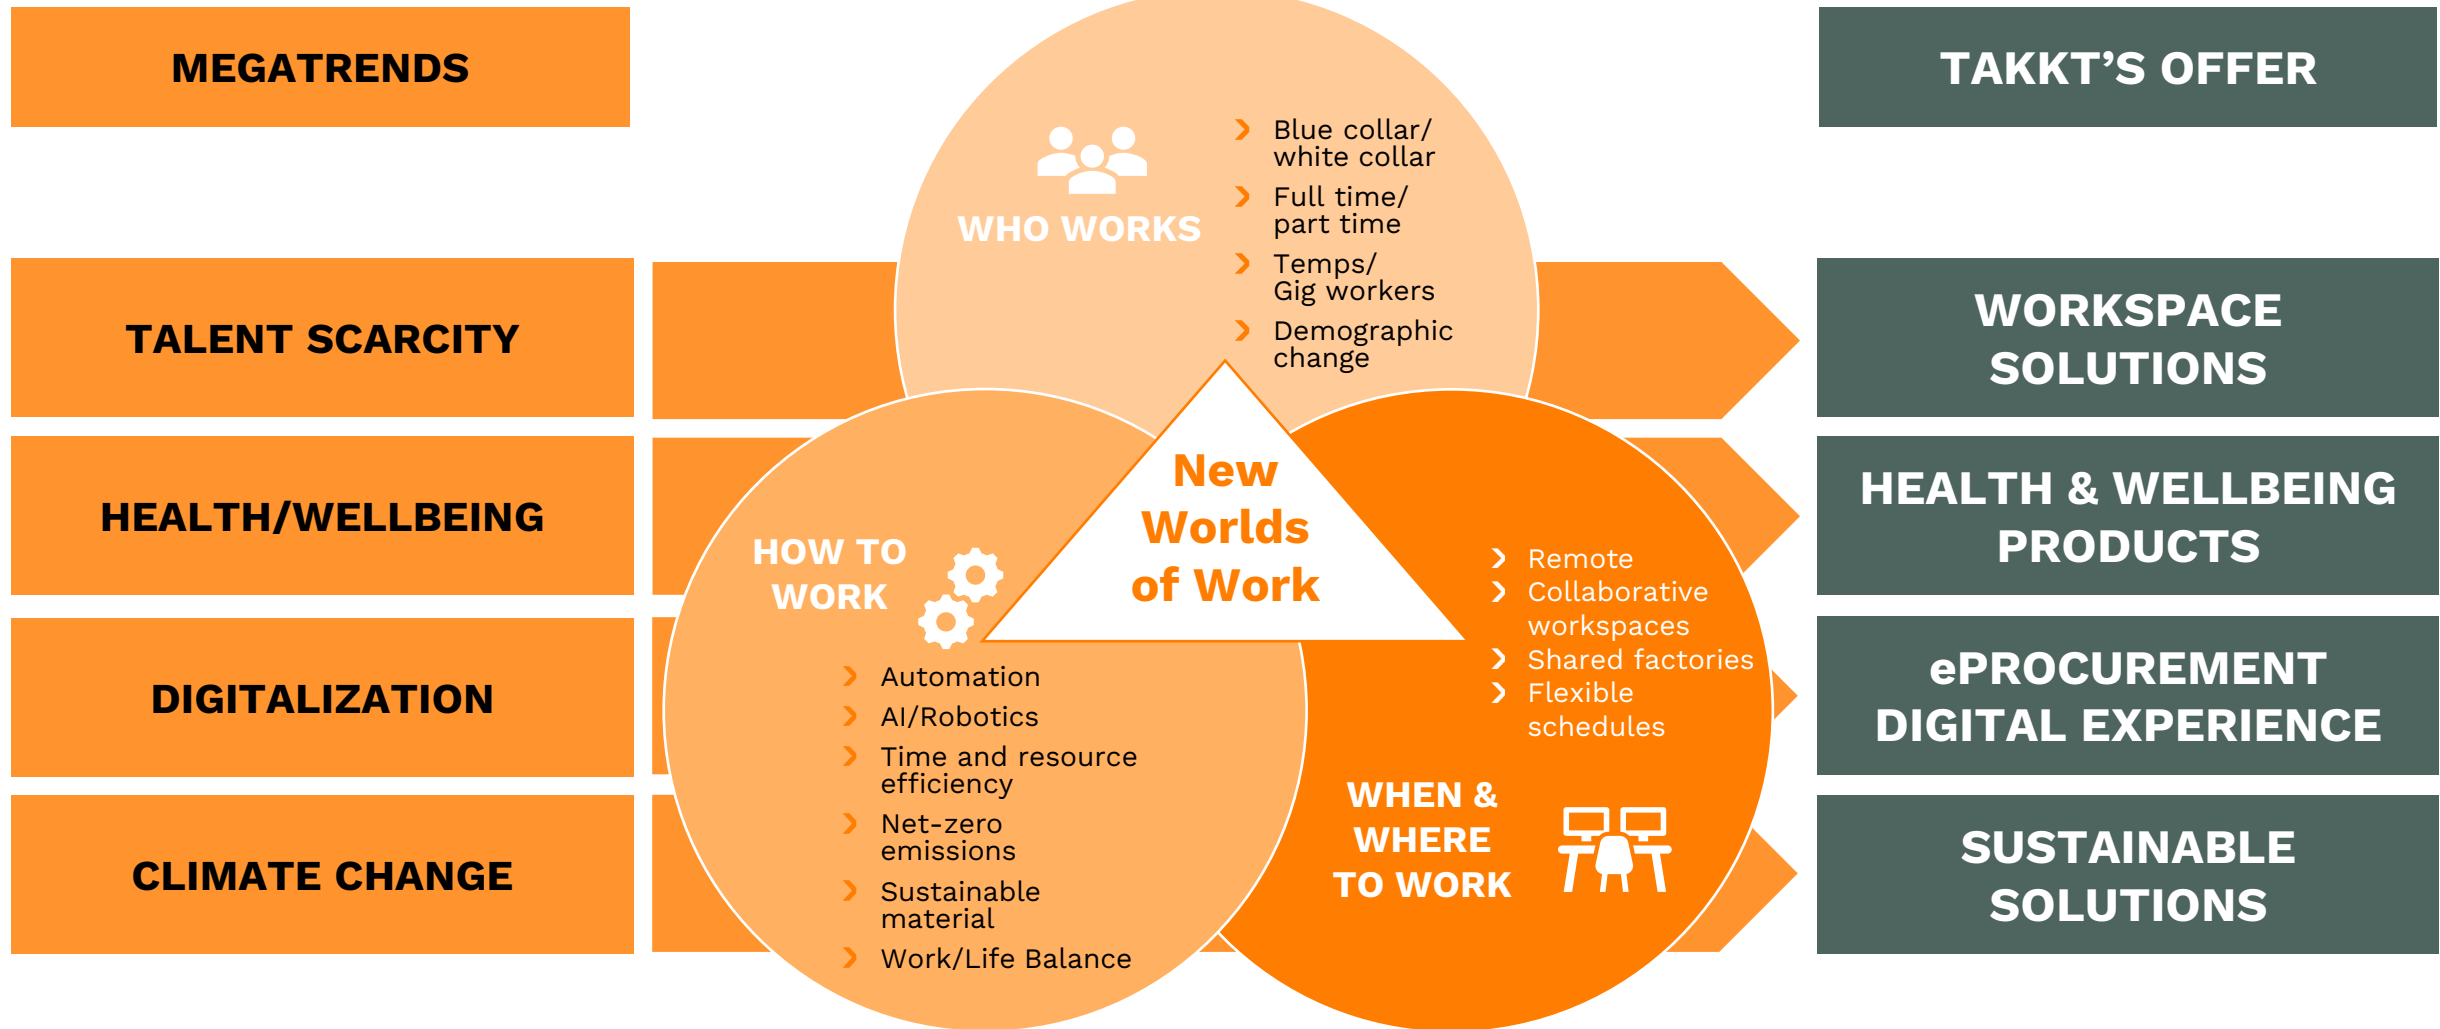 MEGATRENDS
TALENT SCARCITY
HEALTH/WELLBEING
DIGITALIZATION
CLIMATE CHANGE
WHO WORKS
Blue collar/
white collar
Full time/
part time
Temps/
Gig workers
Demographic
change
New
Worlds
of Work
HOW TO
WORK
Automation
AI/Robotics
Time and resource
efficiency
Net-zero
emissions
Sustainable
material
Work/Life Balance
Remote
Collaborative
workspaces
Shared factories
Flexible
schedules
WHEN &
WHERE
TO WORK
TAKKT’S OFFER
WORKSPACE
SOLUTIONS
HEALTH & WELLBEING
PRODUCTS
ePROCUREMENT
DIGITAL EXPERIENCE
SUSTAINABLE
SOLUTIONS